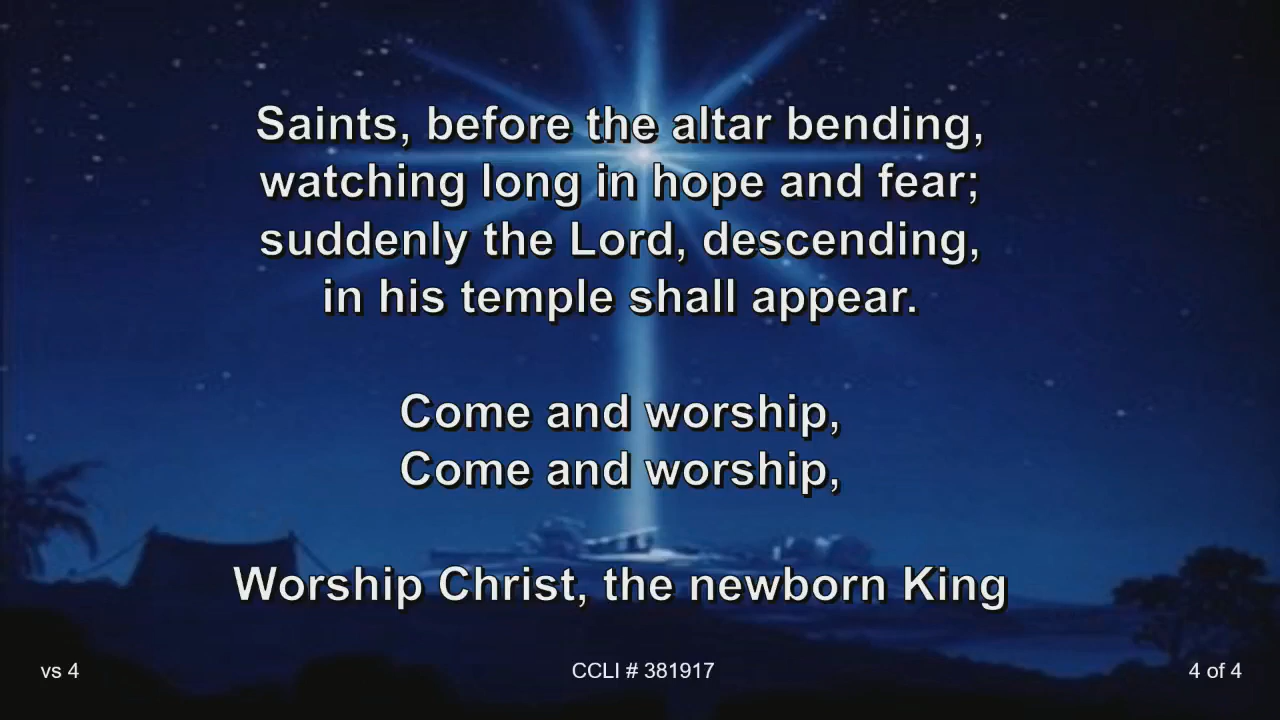 Saints, before the altar bending,
watching long in hope and fear;
suddenly the Lord, descending,
in his temple shall appear.
Come and worship,
Come and worship,
Worship Christ, the newborn King
vs 4
CCLI # 381917
4 of 4